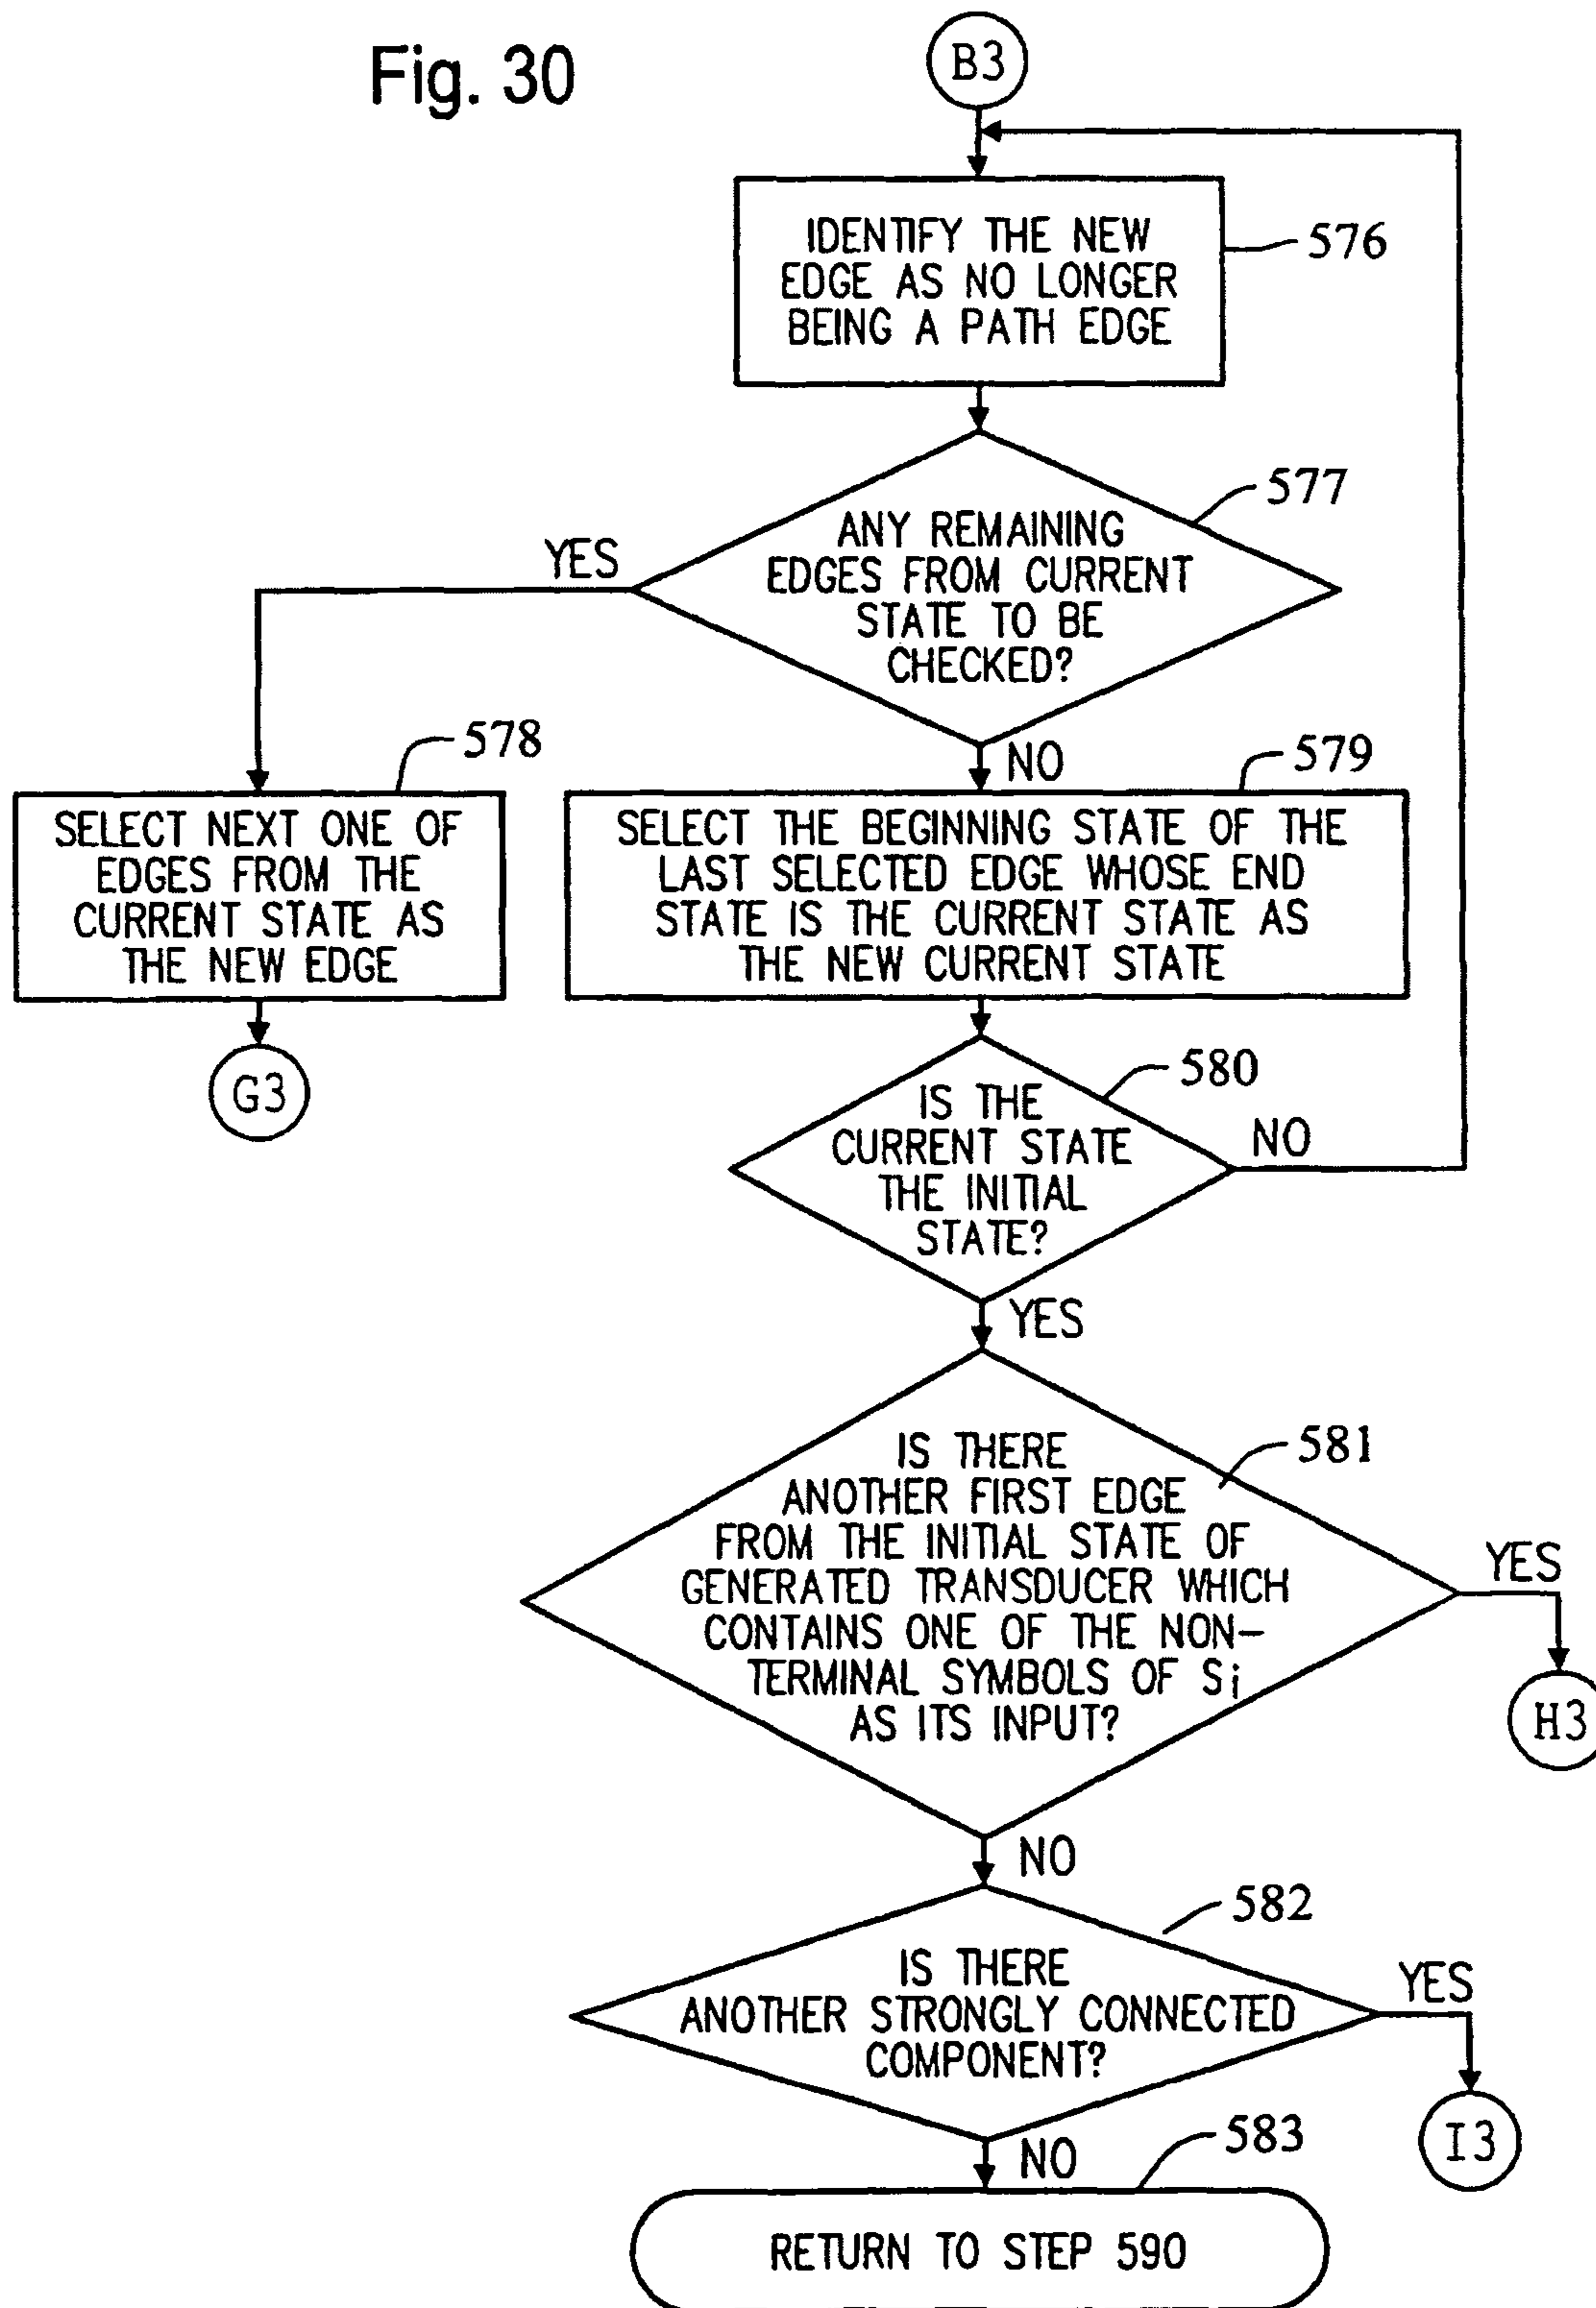 Fig. 30
B3
IDENTIFY THE NEW
EDGE AS NO LONGER
BEING A PATH EDGE
576
577
ANY REMAINING
EDGES FROM CURRENT
STATE TO BE
CHECKED?
YES
NO
578
SELECT NEXT ONE OF
EDGES FROM THE
CURRENT STATE AS
THE NEW EDGE
G3
579
SELECT THE BEGINNING STATE OF THE
LAST SELECTED EDGE WHOSE END
STATE IS THE CURRENT STATE AS
THE NEW CURRENT STATE
580
IS THE
CURRENT STATE
THE INITIAL
STATE?
NO
YES
581
IS THERE
ANOTHER FIRST EDGE
FROM THE INITIAL STATE OF
GENERATED TRANSDUCER WHICH
CONTAINS ONE OF THE NON-
TERMINAL SYMBOLS OF Si
AS ITS INPUT?
YES
H3
NO
582
IS THERE
ANOTHER STRONGLY CONNECTED
COMPONENT?
YES
I3
NO
583
RETURN TO STEP 590